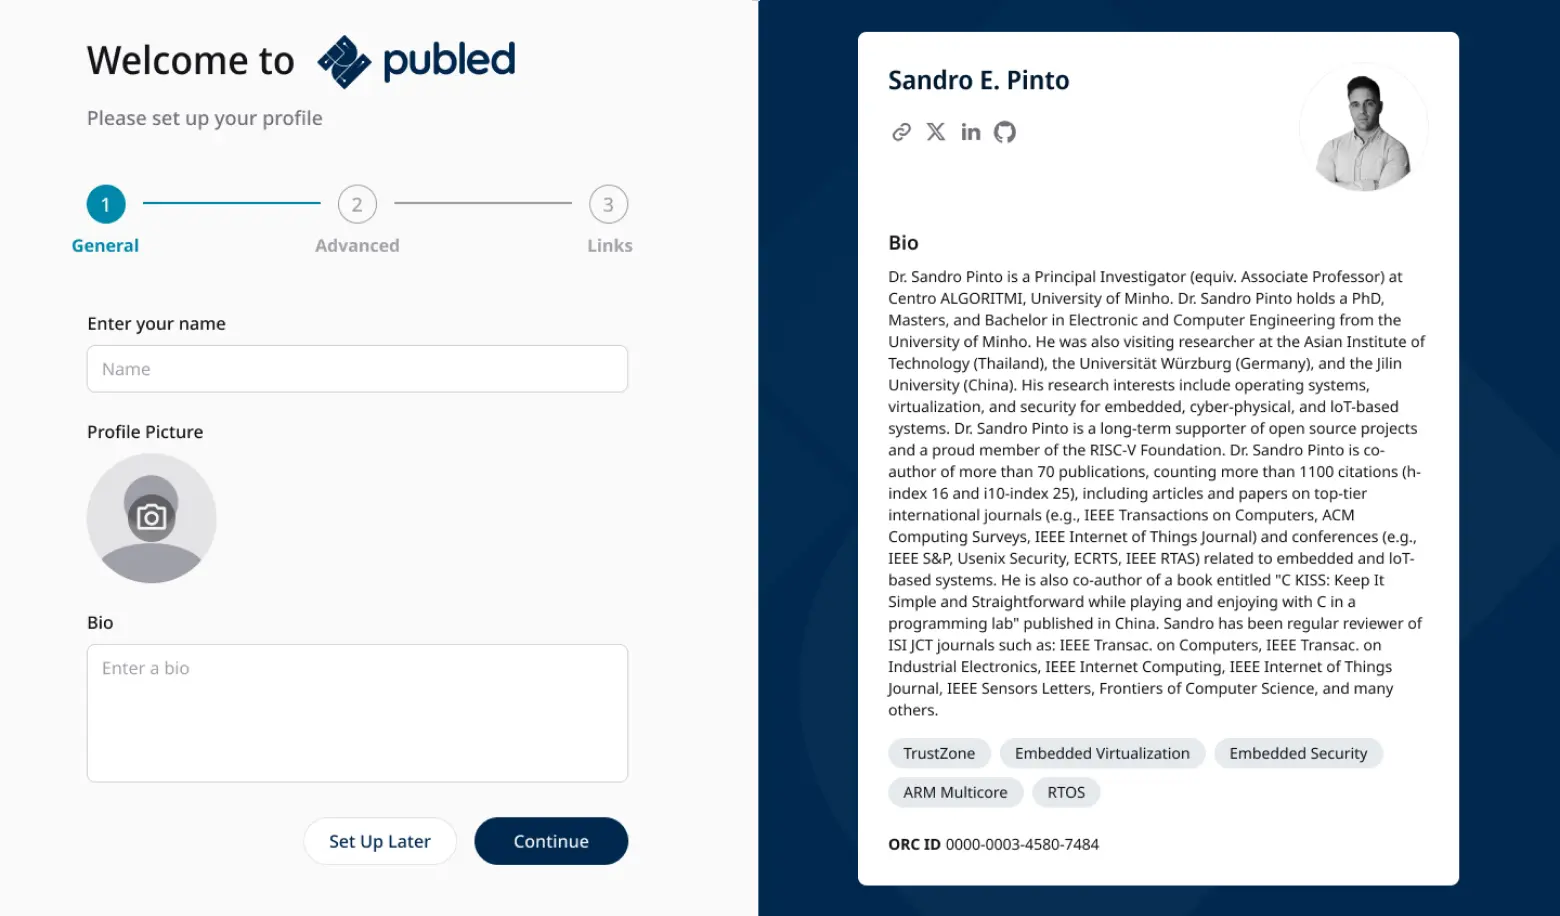 Welcome to publed
Please set up your profile
1
2
3
General
Advanced
Links
Enter your name
Name
Profile Picture
Bio
Enter a bio
Set Up Later
Continue
Sandro E. Pinto
Bio
Dr. Sandro Pinto is a Principal Investigator (equiv. Associate Professor) at
Centro ALGORITMI, University of Minho. Dr. Sandro Pinto holds a PhD,
Masters, and Bachelor in Electronic and Computer Engineering from the
University of Minho. He was also visiting researcher at the Asian Institute of
Technology (Thailand), the Universität Würzburg (Germany), and the Jilin
University (China). His research interests include operating systems,
virtualization, and security for embedded, cyber-physical, and IoT-based
systems. Dr. Sandro Pinto is a long-term supporter of open source projects
and a proud member of the RISC-V Foundation. Dr. Sandro Pinto is co-
author of more than 70 publications, counting more than 1100 citations (h-
index 16 and i10-index 25), including articles and papers on top-tier
international journals (e.g., IEEE Transactions on Computers, ACM
Computing Surveys, IEEE Internet of Things Journal) and conferences (e.g.,
IEEE S&P, Usenix Security, ECRTS, IEEE RTAS) related to embedded and IoT-
based systems. He is also co-author of a book entitled "C KISS: Keep It
Simple and Straightforward while playing and enjoying with C in a
programming lab" published in China. Sandro has been regular reviewer of
ISI JCT journals such as: IEEE Transac. on Computers, IEEE Transac. on
Industrial Electronics, IEEE Internet Computing, IEEE Internet of Things
Journal, IEEE Sensors Letters, Frontiers of Computer Science, and many
others.
TrustZone
Embedded Virtualization
Embedded Security
ARM Multicore
RTOS
ORC ID 0000-0003-4580-7484